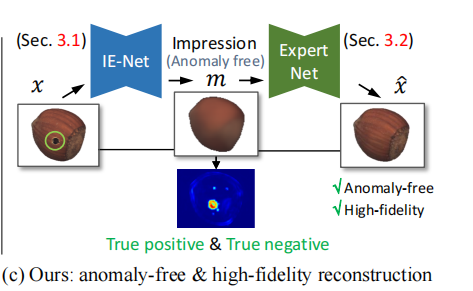 (Sec. 3.1)
IE-Net
Impression
(Anomaly free)
Expert
Net
(Sec. 3.2)
x
m
x̂
√ Anomaly-free
√ High-fidelity
True positive & True negative
(c) Ours: anomaly-free & high-fidelity reconstruction